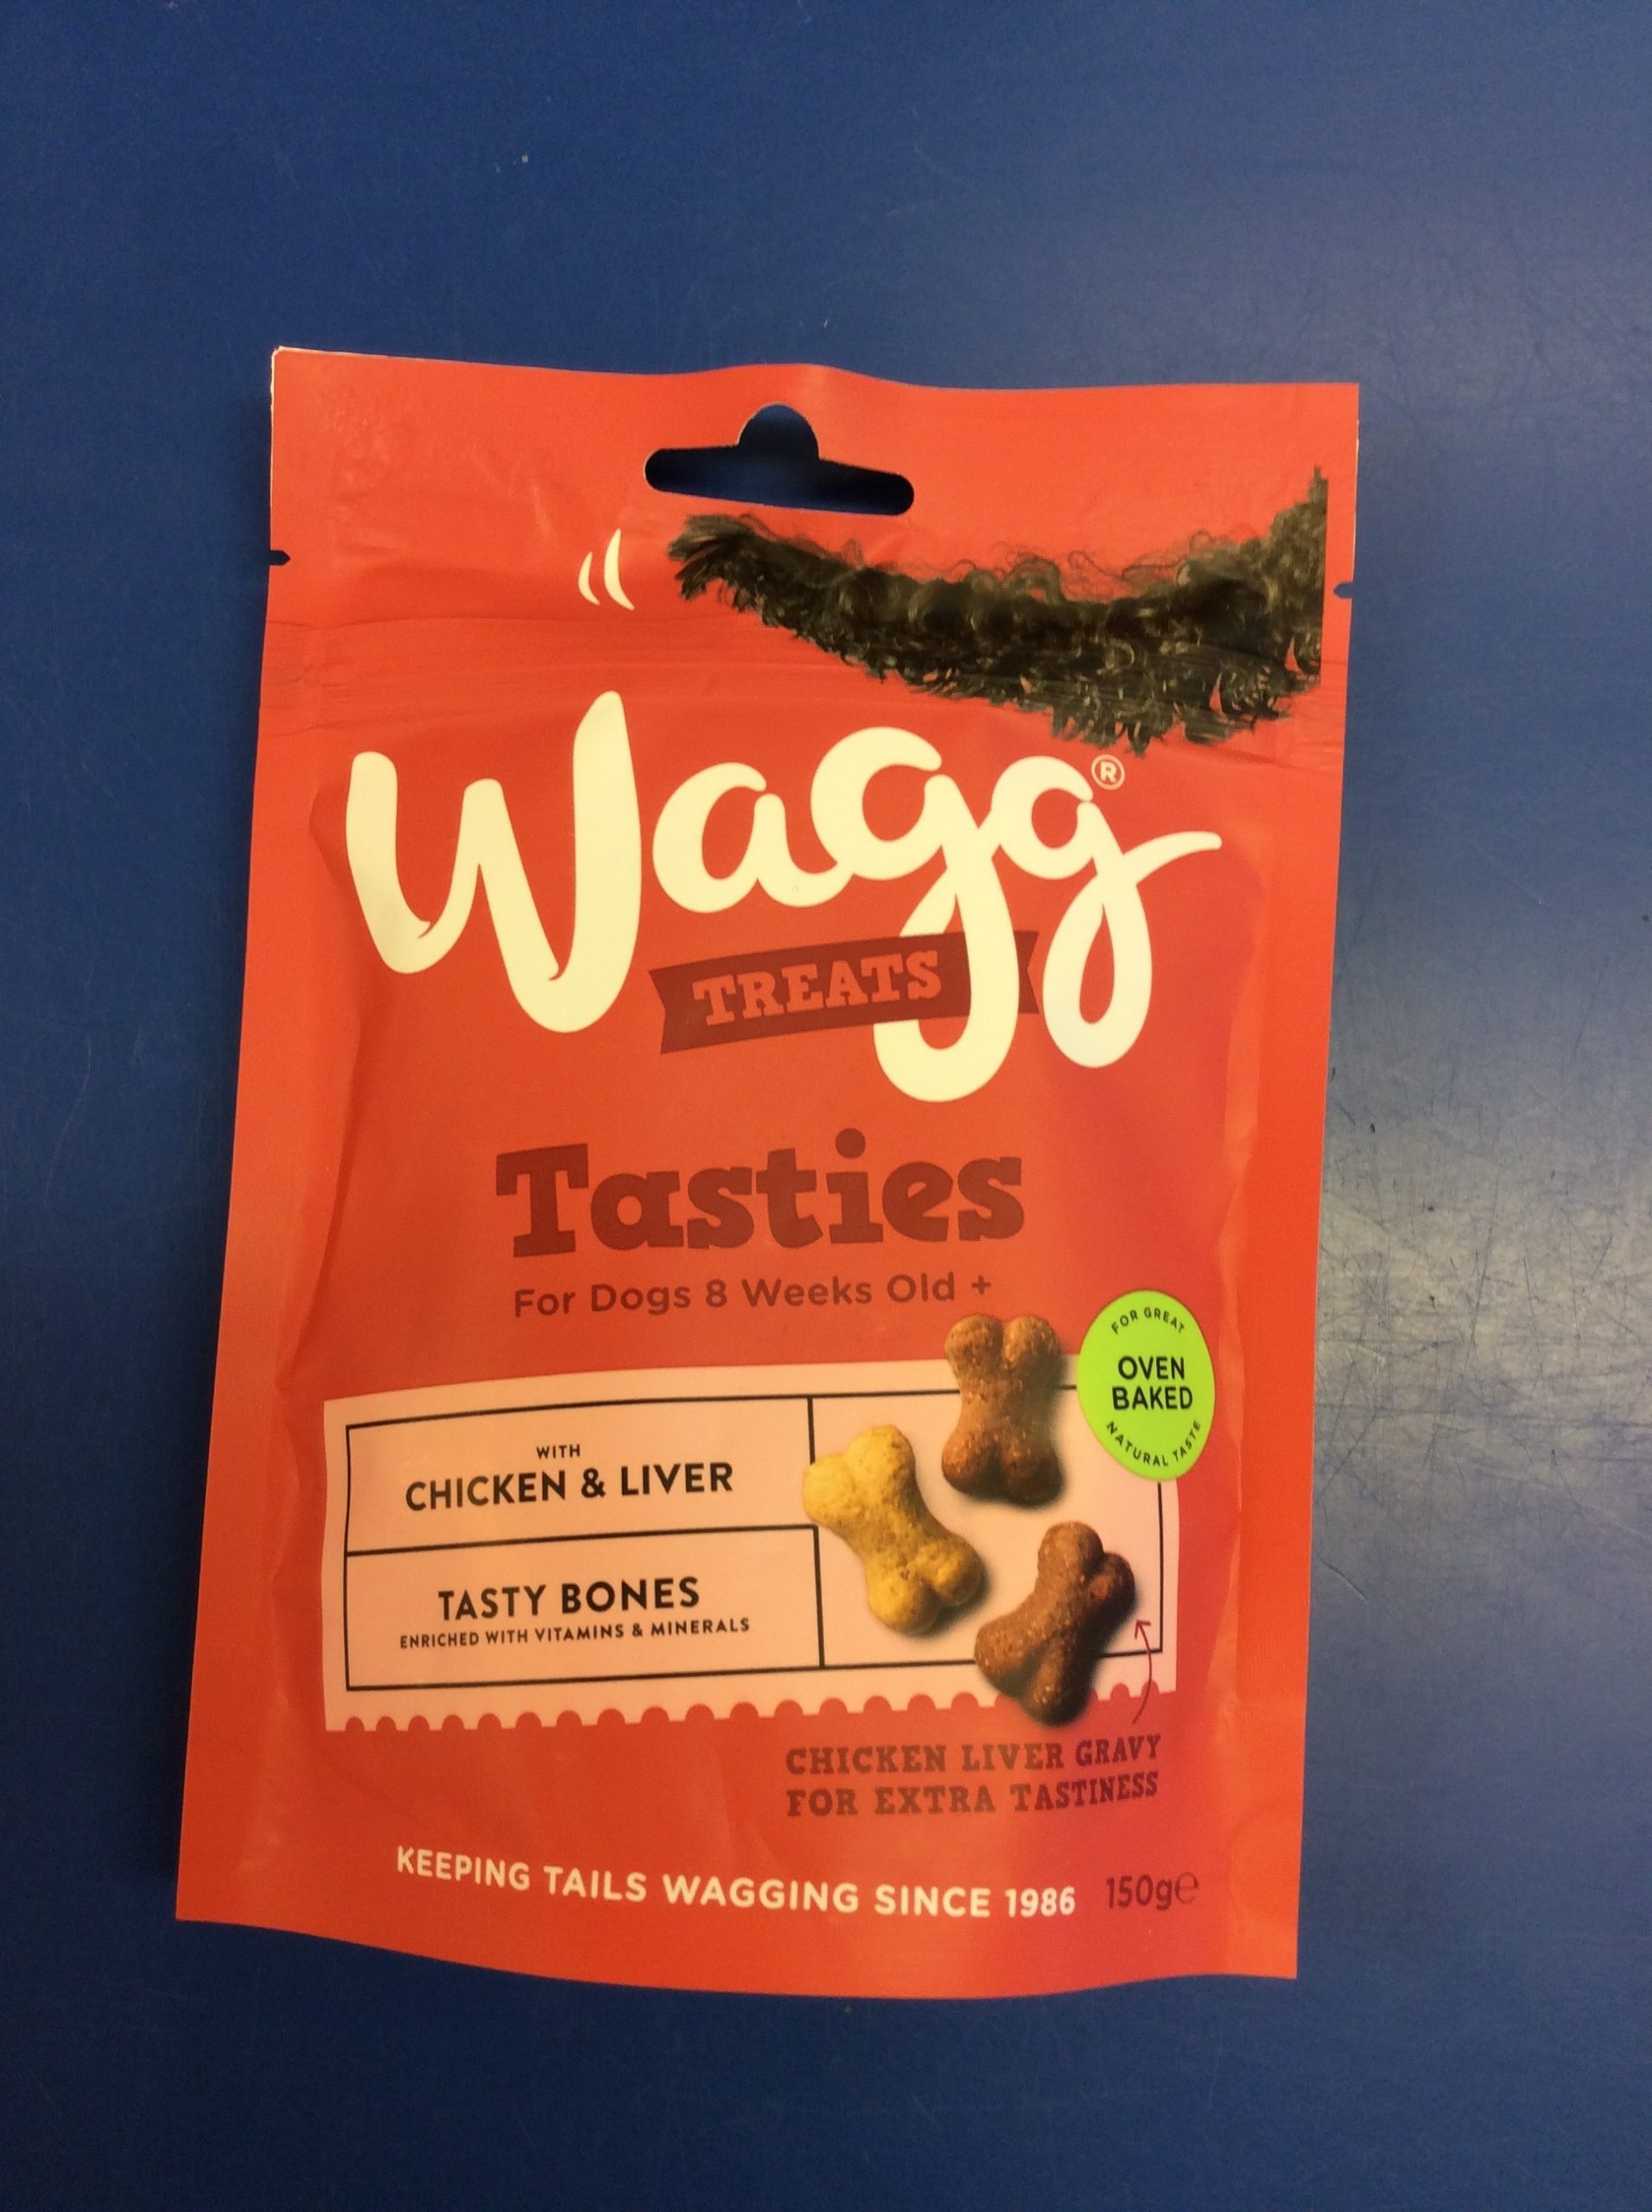 Wagg®
TREATS
Tasties
For Dogs 8 Weeks Old +
FOR GREAT
OVEN
BAKED
NATURAL TASTE
WITH
CHICKEN & LIVER
TASTY BONES
ENRICHED WITH VITAMINS & MINERALS
CHICKEN LIVER GRAVY
FOR EXTRA TASTINESS
KEEPING TAILS WAGGING SINCE 1986
150g℮